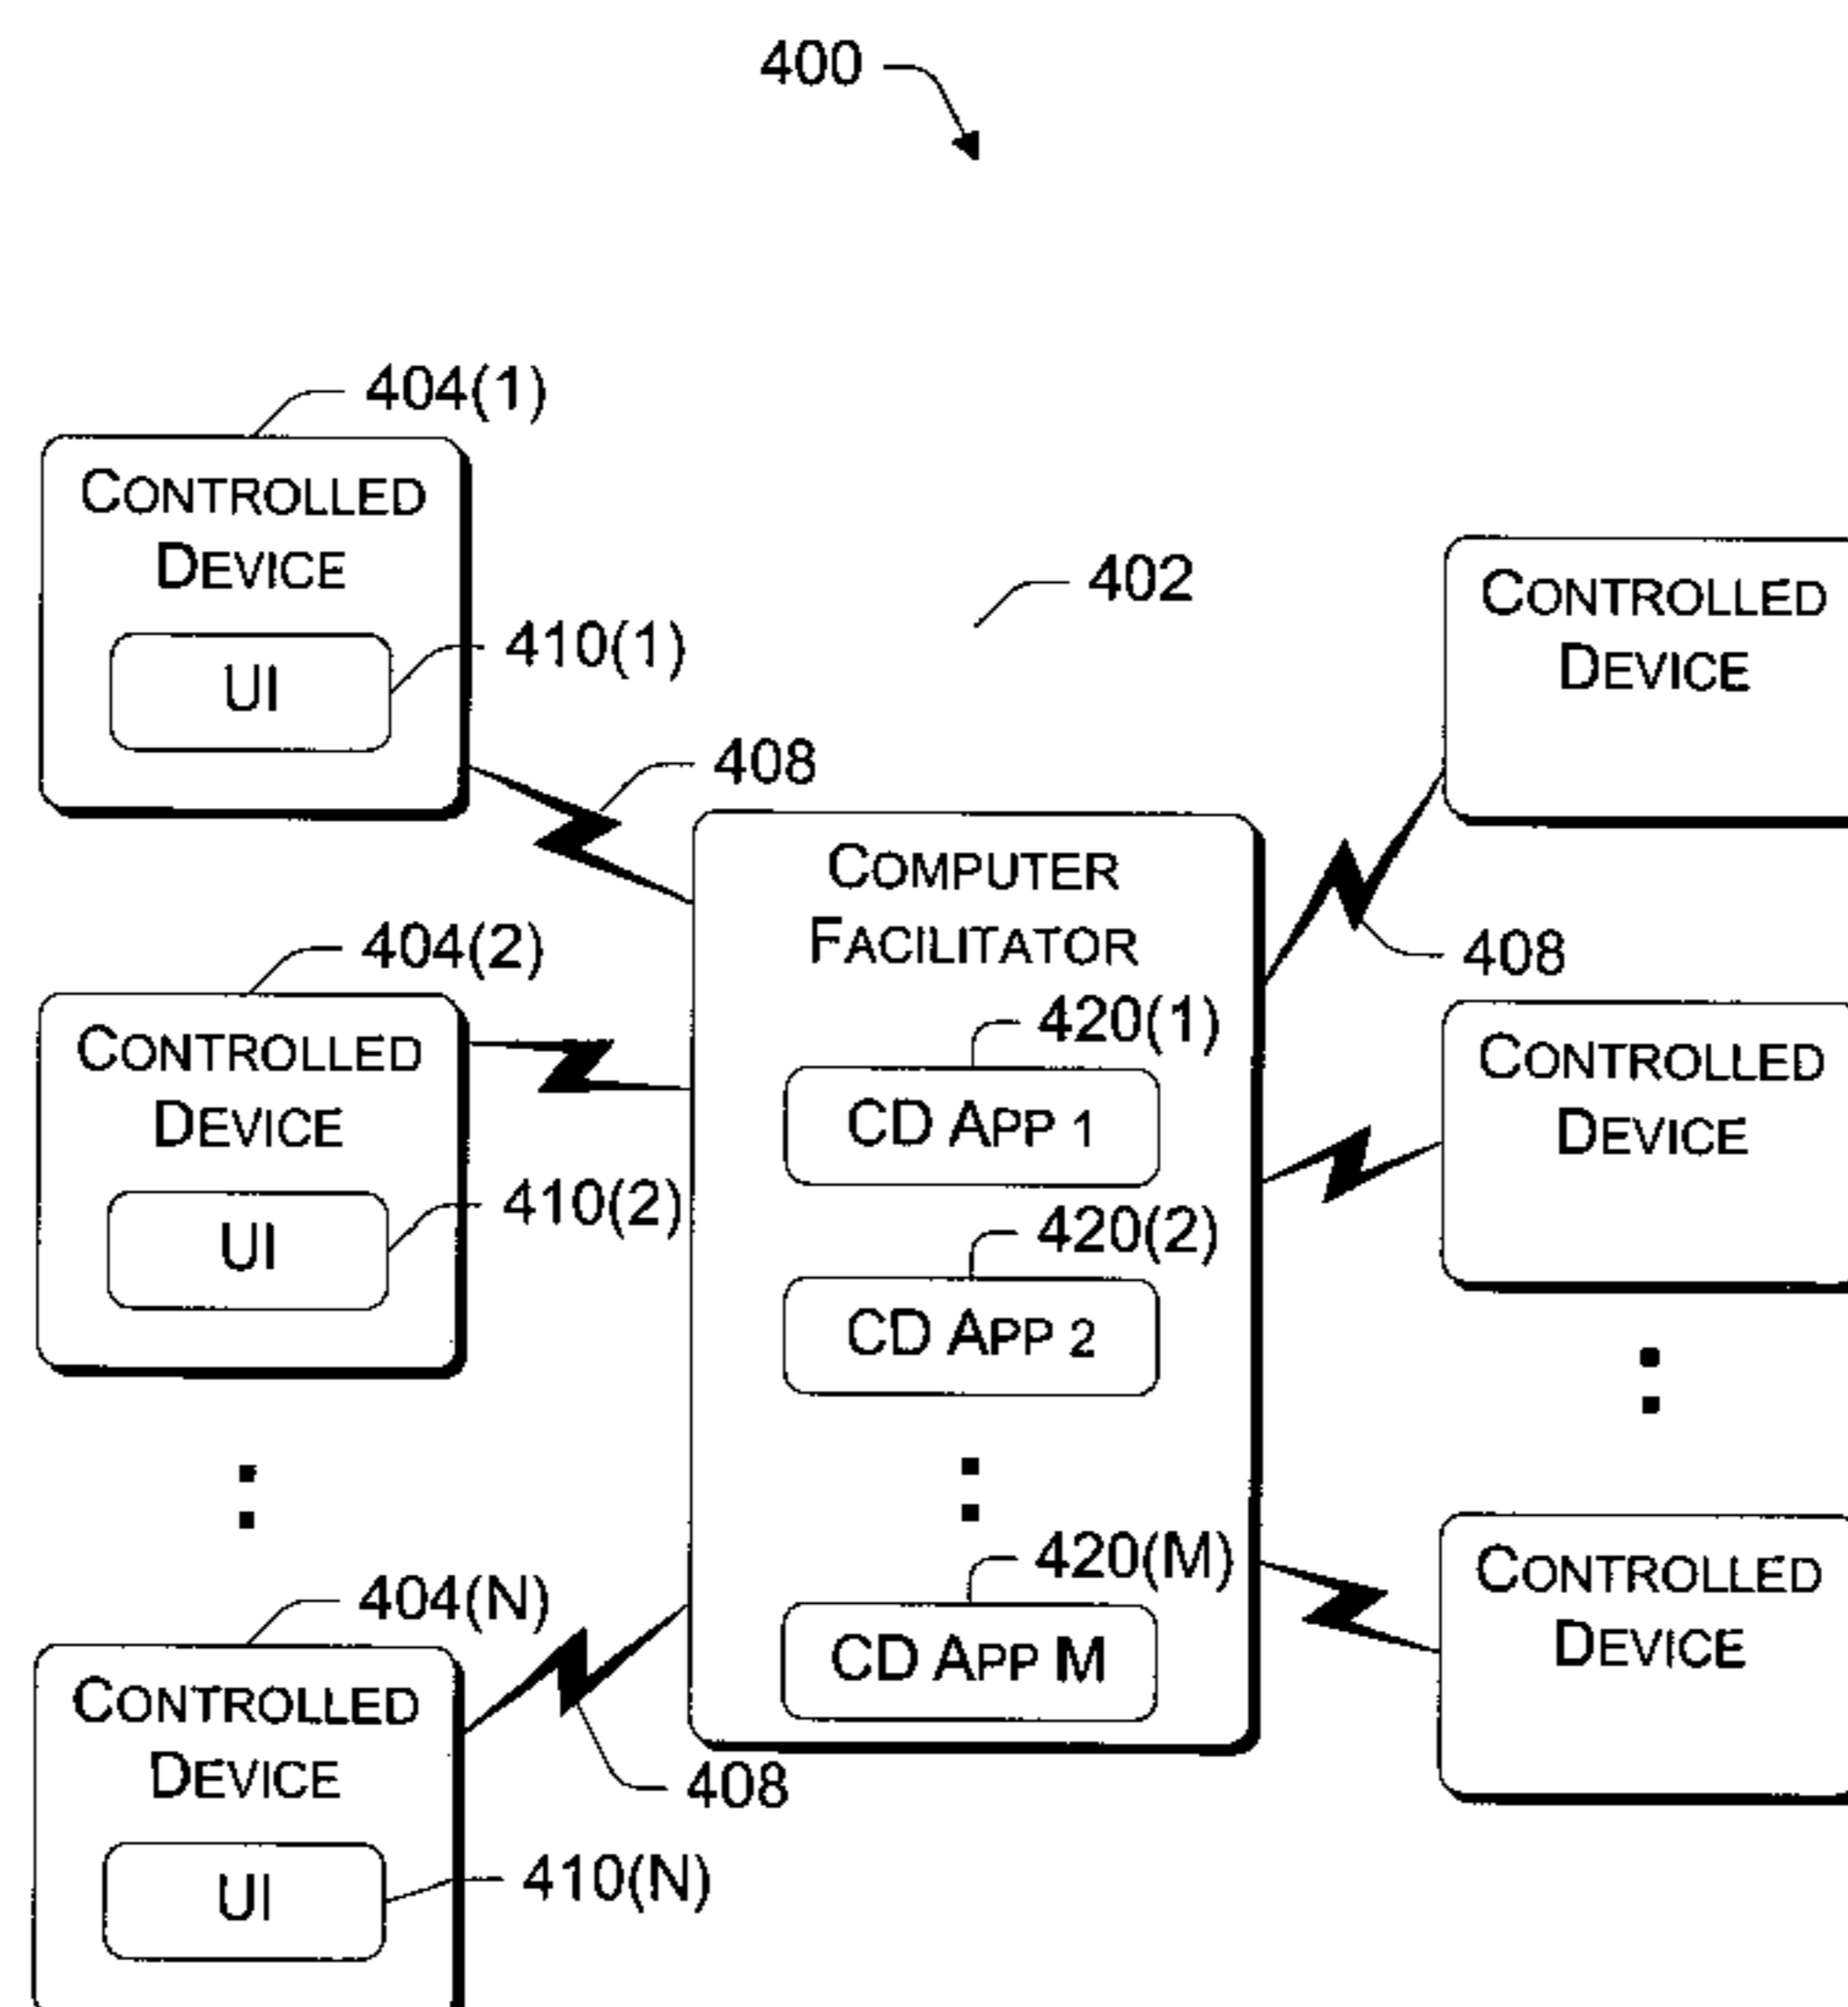 400
404(1)
CONTROLLED
DEVICE
UI
410(1)
408
404(2)
CONTROLLED
DEVICE
UI
410(2)
404(N)
CONTROLLED
DEVICE
UI
410(N)
408
402
COMPUTER
FACILITATOR
420(1)
CD APP 1
420(2)
CD APP 2
420(M)
CD APP M
CONTROLLED
DEVICE
408
CONTROLLED
DEVICE
CONTROLLED
DEVICE